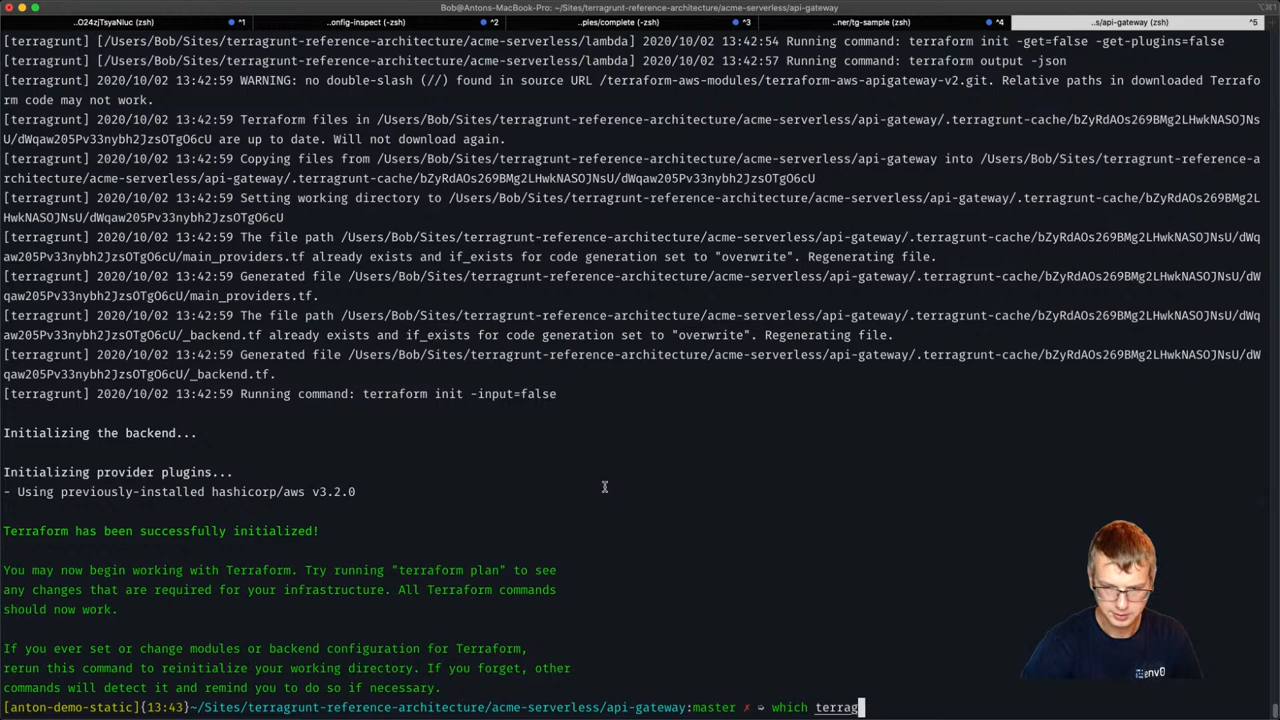 Bob@Antons-MacBook-Pro: ~/Sites/terragrunt-reference-architecture/acme-serverless/api-gateway
⌥⌘1
..O24zjTsyaNIuc (zsh) ^1 ...onfig-inspect (-zsh) ^2 ...ples/complete (-zsh) ^3 ...ner/tg-sample (zsh) ^4 ..s/api-gateway (zsh) ^5
[terragrunt] [/Users/Bob/Sites/terragrunt-reference-architecture/acme-serverless/lambda] 2020/10/02 13:42:54 Running command: terraform init -get=false -get-plugins=false
[terragrunt] [/Users/Bob/Sites/terragrunt-reference-architecture/acme-serverless/lambda] 2020/10/02 13:42:57 Running command: terraform output -json
[terragrunt] 2020/10/02 13:42:59 WARNING: no double-slash (//) found in source URL /terraform-aws-modules/terraform-aws-apigateway-v2.git. Relative paths in downloaded Terrafo
rm code may not work.
[terragrunt] 2020/10/02 13:42:59 Terraform files in /Users/Bob/Sites/terragrunt-reference-architecture/acme-serverless/api-gateway/.terragrunt-cache/bZyRdAOs269BMg2LHwkNASOJNs
U/dWqaw205Pv33nybh2JzsOTgO6cU are up to date. Will not download again.
[terragrunt] 2020/10/02 13:42:59 Copying files from /Users/Bob/Sites/terragrunt-reference-architecture/acme-serverless/api-gateway into /Users/Bob/Sites/terragrunt-reference-a
rchitecture/acme-serverless/api-gateway/.terragrunt-cache/bZyRdAOs269BMg2LHwkNASOJNsU/dWqaw205Pv33nybh2JzsOTgO6cU
[terragrunt] 2020/10/02 13:42:59 Setting working directory to /Users/Bob/Sites/terragrunt-reference-architecture/acme-serverless/api-gateway/.terragrunt-cache/bZyRdAOs269BMg2L
HwkNASOJNsU/dWqaw205Pv33nybh2JzsOTgO6cU
[terragrunt] 2020/10/02 13:42:59 The file path /Users/Bob/Sites/terragrunt-reference-architecture/acme-serverless/api-gateway/.terragrunt-cache/bZyRdAOs269BMg2LHwkNASOJNsU/dWq
aw205Pv33nybh2JzsOTgO6cU/main_providers.tf already exists and if_exists for code generation set to "overwrite". Regenerating file.
[terragrunt] 2020/10/02 13:42:59 Generated file /Users/Bob/Sites/terragrunt-reference-architecture/acme-serverless/api-gateway/.terragrunt-cache/bZyRdAOs269BMg2LHwkNASOJNsU/dW
qaw205Pv33nybh2JzsOTgO6cU/main_providers.tf.
[terragrunt] 2020/10/02 13:42:59 The file path /Users/Bob/Sites/terragrunt-reference-architecture/acme-serverless/api-gateway/.terragrunt-cache/bZyRdAOs269BMg2LHwkNASOJNsU/dWq
aw205Pv33nybh2JzsOTgO6cU/_backend.tf already exists and if_exists for code generation set to "overwrite". Regenerating file.
[terragrunt] 2020/10/02 13:42:59 Generated file /Users/Bob/Sites/terragrunt-reference-architecture/acme-serverless/api-gateway/.terragrunt-cache/bZyRdAOs269BMg2LHwkNASOJNsU/dW
qaw205Pv33nybh2JzsOTgO6cU/_backend.tf.
[terragrunt] 2020/10/02 13:42:59 Running command: terraform init -input=false
Initializing the backend...
Initializing provider plugins...
- Using previously-installed hashicorp/aws v3.2.0
Terraform has been successfully initialized!
You may now begin working with Terraform. Try running "terraform plan" to see
any changes that are required for your infrastructure. All Terraform commands
should now work.
If you ever set or change modules or backend configuration for Terraform,
rerun this command to reinitialize your working directory. If you forget, other
commands will detect it and remind you to do so if necessary.
env0
[anton-demo-static]{13:43}~/Sites/terragrunt-reference-architecture/acme-serverless/api-gateway:master ✗ ➭ which terrag